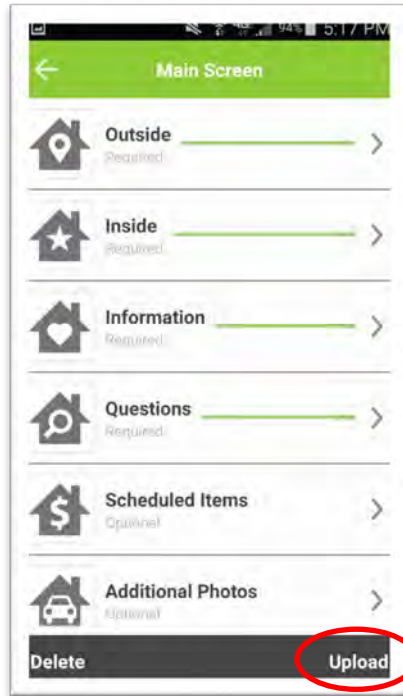 94% 5:17 PM
Main Screen
Outside
Required
Inside
Required
Information
Required
Questions
Required
Scheduled Items
Optional
Additional Photos
Optional
Delete Upload